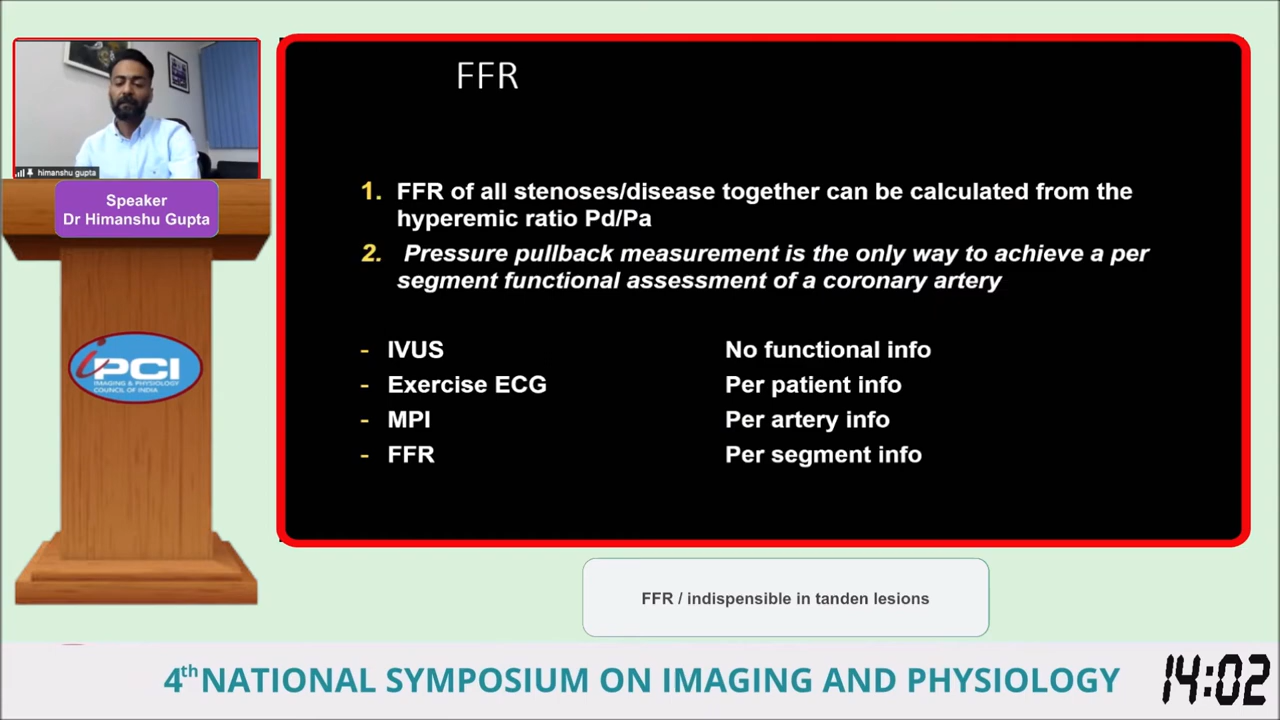 himanshu gupta
Speaker
Dr Himanshu Gupta
iPCI
IMAGING & PHYSIOLOGY
COUNCIL OF INDIA
FFR
1. FFR of all stenoses/disease together can be calculated from the
hyperemic ratio Pd/Pa
2. Pressure pullback measurement is the only way to achieve a per
segment functional assessment of a coronary artery
- IVUS No functional info
- Exercise ECG Per patient info
- MPI Per artery info
- FFR Per segment info
FFR / indispensible in tanden lesions
4th NATIONAL SYMPOSIUM ON IMAGING AND PHYSIOLOGY
14:02